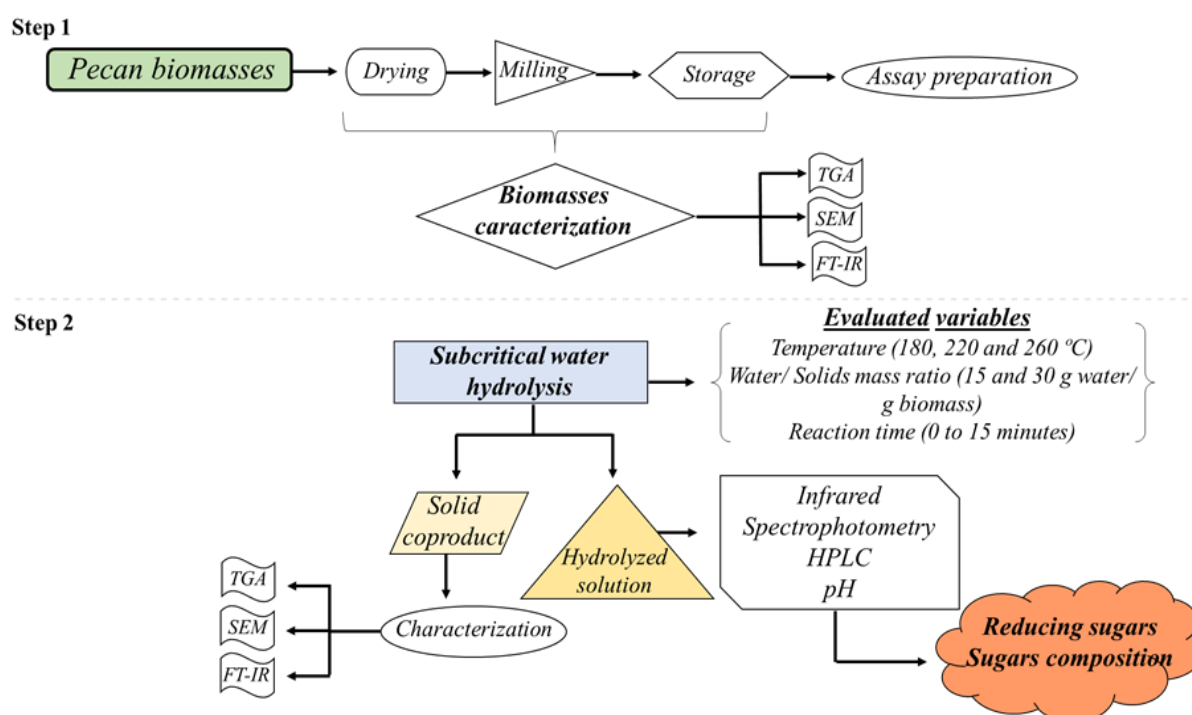 Step 1
Pecan biomasses
Drying
Milling
Storage
Assay preparation
Biomasses
caracterization
TGA
SEM
FT-IR
Step 2
Subcritical water
hydrolysis
Evaluated variables
Temperature (180, 220 and 260 ºC)
Water/ Solids mass ratio (15 and 30 g water/
g biomass)
Reaction time (0 to 15 minutes)
Solid
coproduct
Hydrolyzed
solution
Infrared
Spectrophotometry
HPLC
pH
TGA
SEM
FT-IR
Characterization
Reducing sugars
Sugars composition